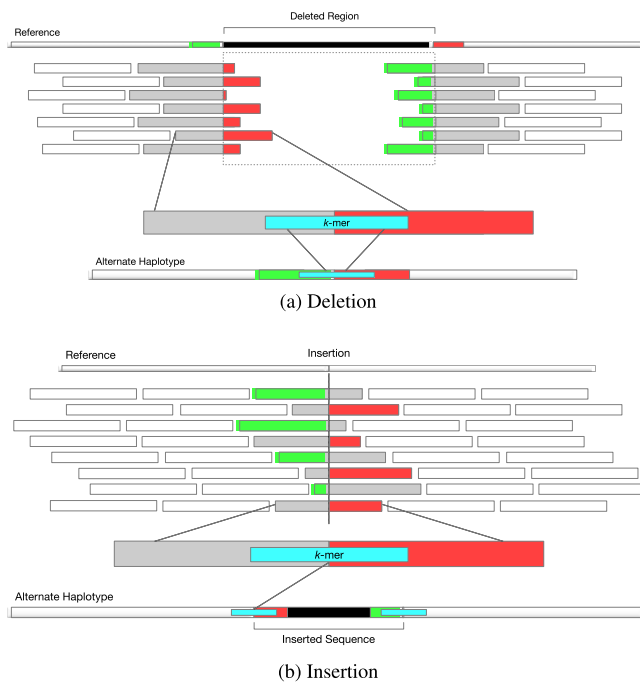 Deleted Region
Reference
k-mer
Alternate Haplotype
(a) Deletion
Reference
Insertion
k-mer
Alternate Haplotype
Inserted Sequence
(b) Insertion